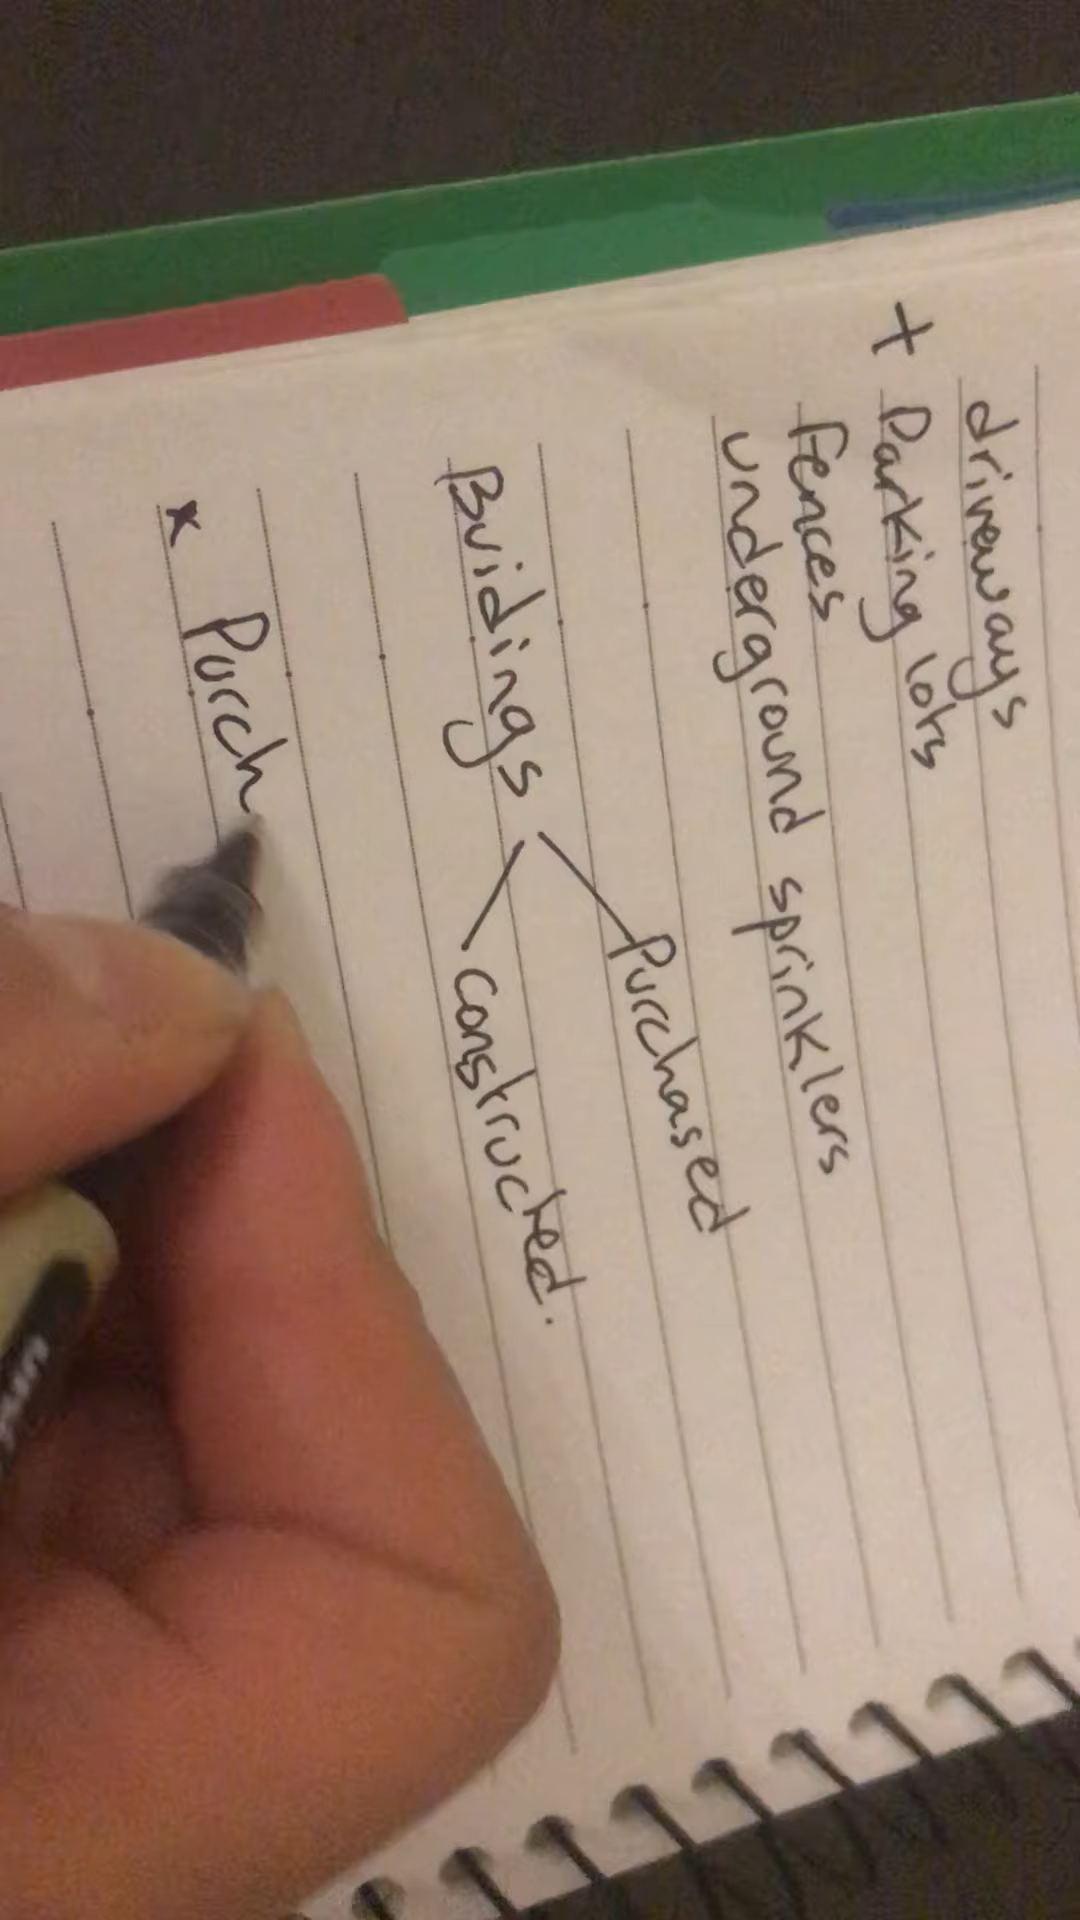 driveways
+ Parking lots
Fences
underground sprinklers
Purchased
Buidings
constructed.
x Purch